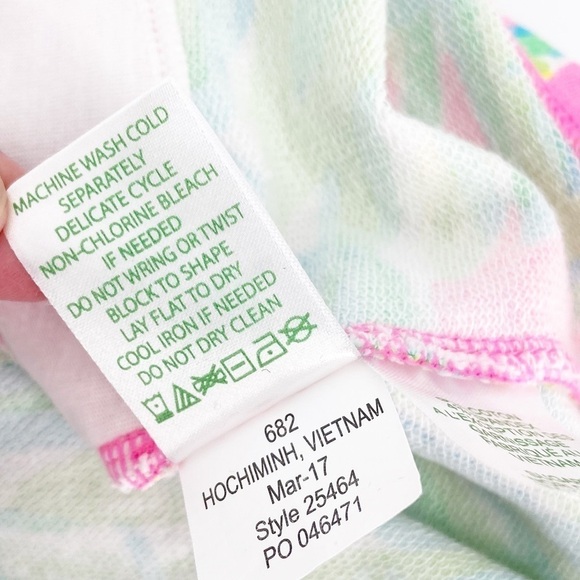 MACHINE WASH COLD
SEPARATELY
DELICATE CYCLE
NON-CHLORINE BLEACH
IF NEEDED
DO NOT WRING OR TWIST
BLOCK TO SHAPE
LAY FLAT TO DRY
COOL IRON IF NEEDED
DO NOT DRY CLEAN
682
HOCHIMINH, VIETNAM
Mar-17
Style 25464
PO 046471